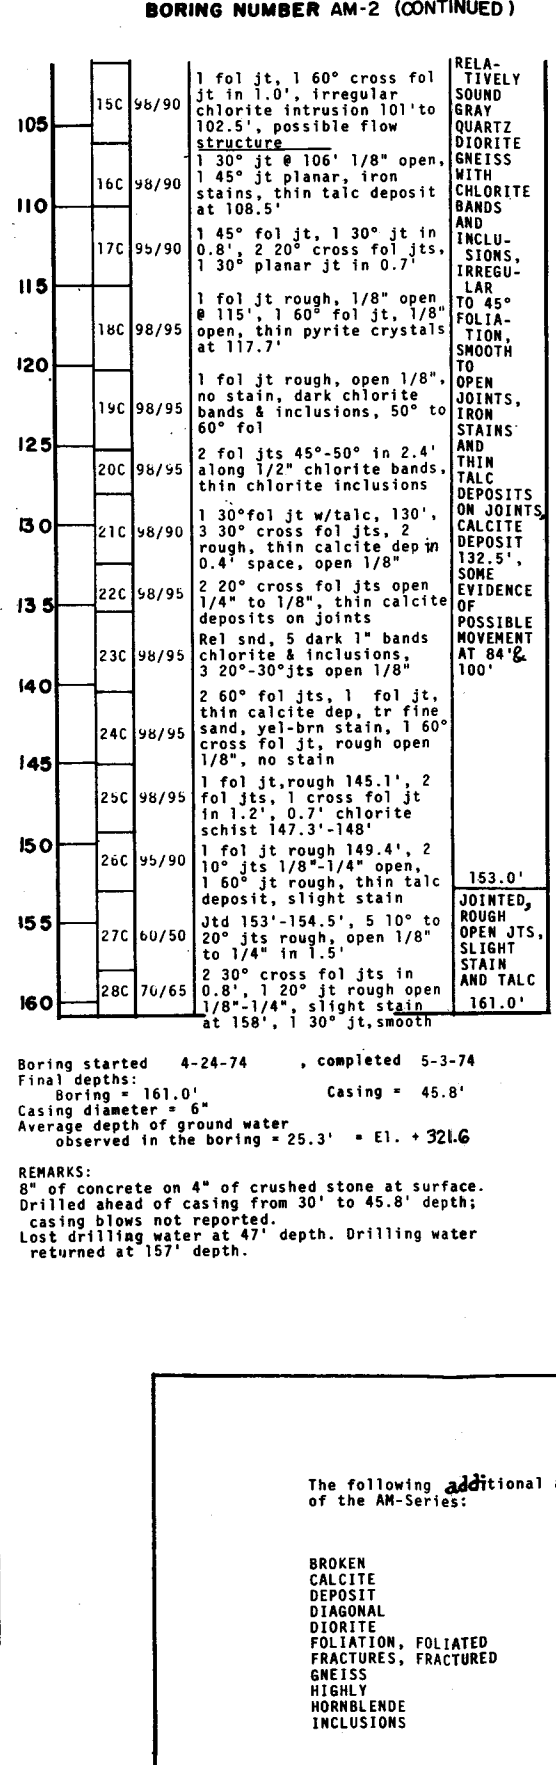 BORING NUMBER AM-2 (CONTINUED)
15C 98/90
1 fol jt, 1 60° cross fol
jt in 1.0', irregular
chlorite intrusion 101'to
102.5', possible flow
structure
105
16C 98/90
1 30° jt @ 106' 1/8" open,
1 45° jt planar, iron
stains, thin talc deposit
at 108.5'
110
17C 95/90
1 45° fol jt, 1 30° jt in
0.8', 2 20° cross fol jts,
1 30° planar jt in 0.7'
115
18C 98/95
1 fol jt rough, 1/8" open
@ 115', 1 60° fol jt, 1/8"
open, thin pyrite crystals
at 117.7'
120
19C 98/95
1 fol jt rough, open 1/8",
no stain, dark chlorite
bands & inclusions, 50° to
60° fol
125
20C 98/95
2 fol jts 45°-50° in 2.4'
along 1/2" chlorite bands,
thin chlorite inclusions
130
21C 98/90
1 30°fol jt w/talc, 130',
3 30° cross fol jts, 2
rough, thin calcite dep in
0.4' space, open 1/8"
135
22C 98/95
2 20° cross fol jts open
1/4" to 1/8", thin calcite
deposits on joints
23C 98/95
Rel snd, 5 dark 1" bands
chlorite & inclusions,
3 20°-30°jts open 1/8"
140
24C 98/95
2 60° fol jts, 1 fol jt,
thin calcite dep, tr fine
sand, yel-brn stain, 1 60°
cross fol jt, rough open
1/8", no stain
145
25C 98/95
1 fol jt,rough 145.1', 2
fol jts, 1 cross fol jt
in 1.2', 0.7' chlorite
schist 147.3'-148'
150
26C 95/90
1 fol jt rough 149.4', 2
10° jts 1/8"-1/4" open,
1 60° jt rough, thin talc
deposit, slight stain
155
27C 60/50
Jtd 153'-154.5', 5 10° to
20° jts rough, open 1/8"
to 1/4" in 1.5'
160
28C 70/65
2 30° cross fol jts in
0.8', 1 20° jt rough open
1/8"-1/4", slight stain
at 158', 1 30° jt,smooth
RELA-
TIVELY
SOUND
GRAY
QUARTZ
DIORITE
GNEISS
WITH
CHLORITE
BANDS
AND
INCLU-
SIONS,
IRREGU-
LAR
TO 45°
FOLIA-
TION,
SMOOTH
TO
OPEN
JOINTS,
IRON
STAINS
AND
THIN
TALC
DEPOSITS
ON JOINTS,
CALCITE
DEPOSIT
132.5',
SOME
EVIDENCE
OF
POSSIBLE
MOVEMENT
AT 84'&
100'
153.0'
JOINTED,
ROUGH
OPEN JTS,
SLIGHT
STAIN
AND TALC
161.0'
Boring started 4-24-74 , completed 5-3-74
Final depths:
Boring = 161.0' Casing = 45.8'
Casing diameter = 6"
Average depth of ground water
observed in the boring = 25.3' = El. + 321.6
REMARKS:
8" of concrete on 4" of crushed stone at surface.
Drilled ahead of casing from 30' to 45.8' depth;
casing blows not reported.
Lost drilling water at 47' depth. Drilling water
returned at 157' depth.
The following additional
of the AM-Series:
BROKEN
CALCITE
DEPOSIT
DIAGONAL
DIORITE
FOLIATION, FOLIATED
FRACTURES, FRACTURED
GNEISS
HIGHLY
HORNBLENDE
INCLUSIONS